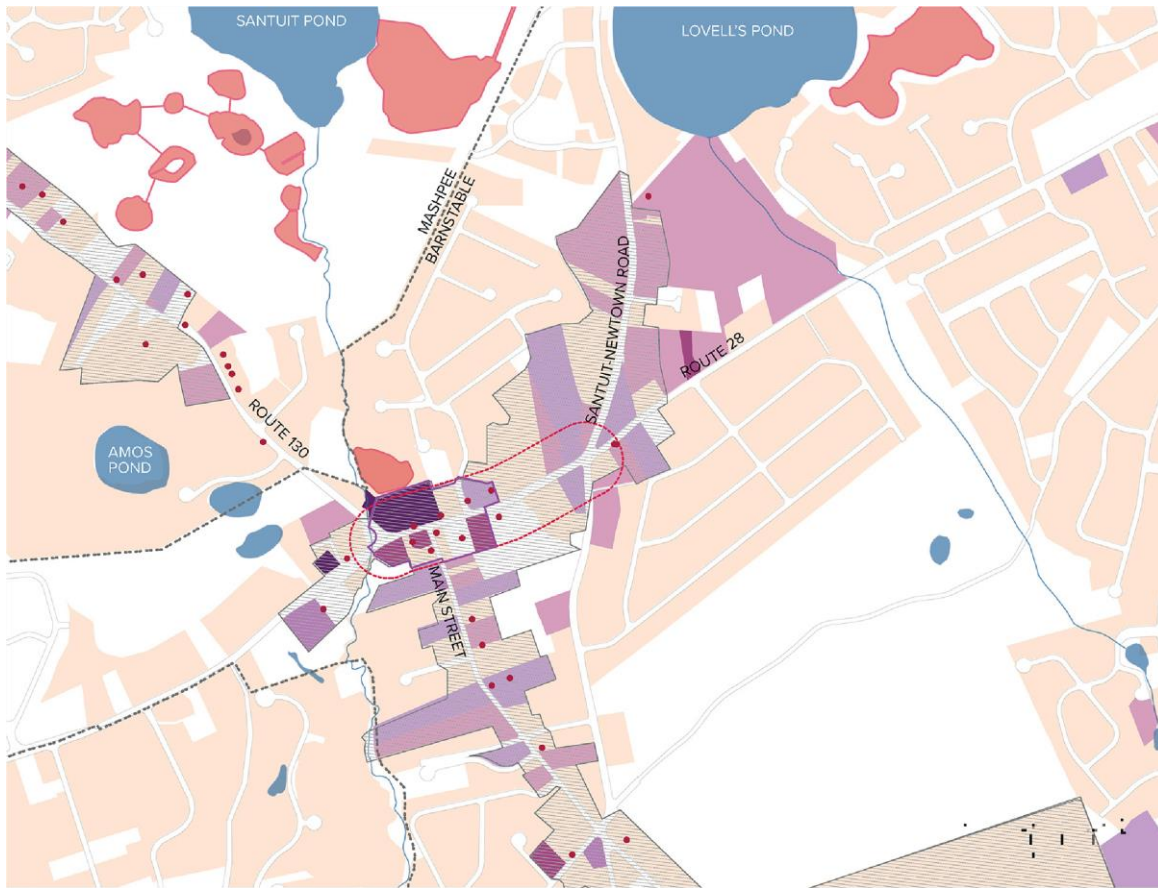 SANTUIT POND
LOVELL'S POND
MASHPEE
BARNSTABLE
SANTUIT-NEWTOWN ROAD
ROUTE 28
ROUTE 130
AMOS
POND
MAIN STREET